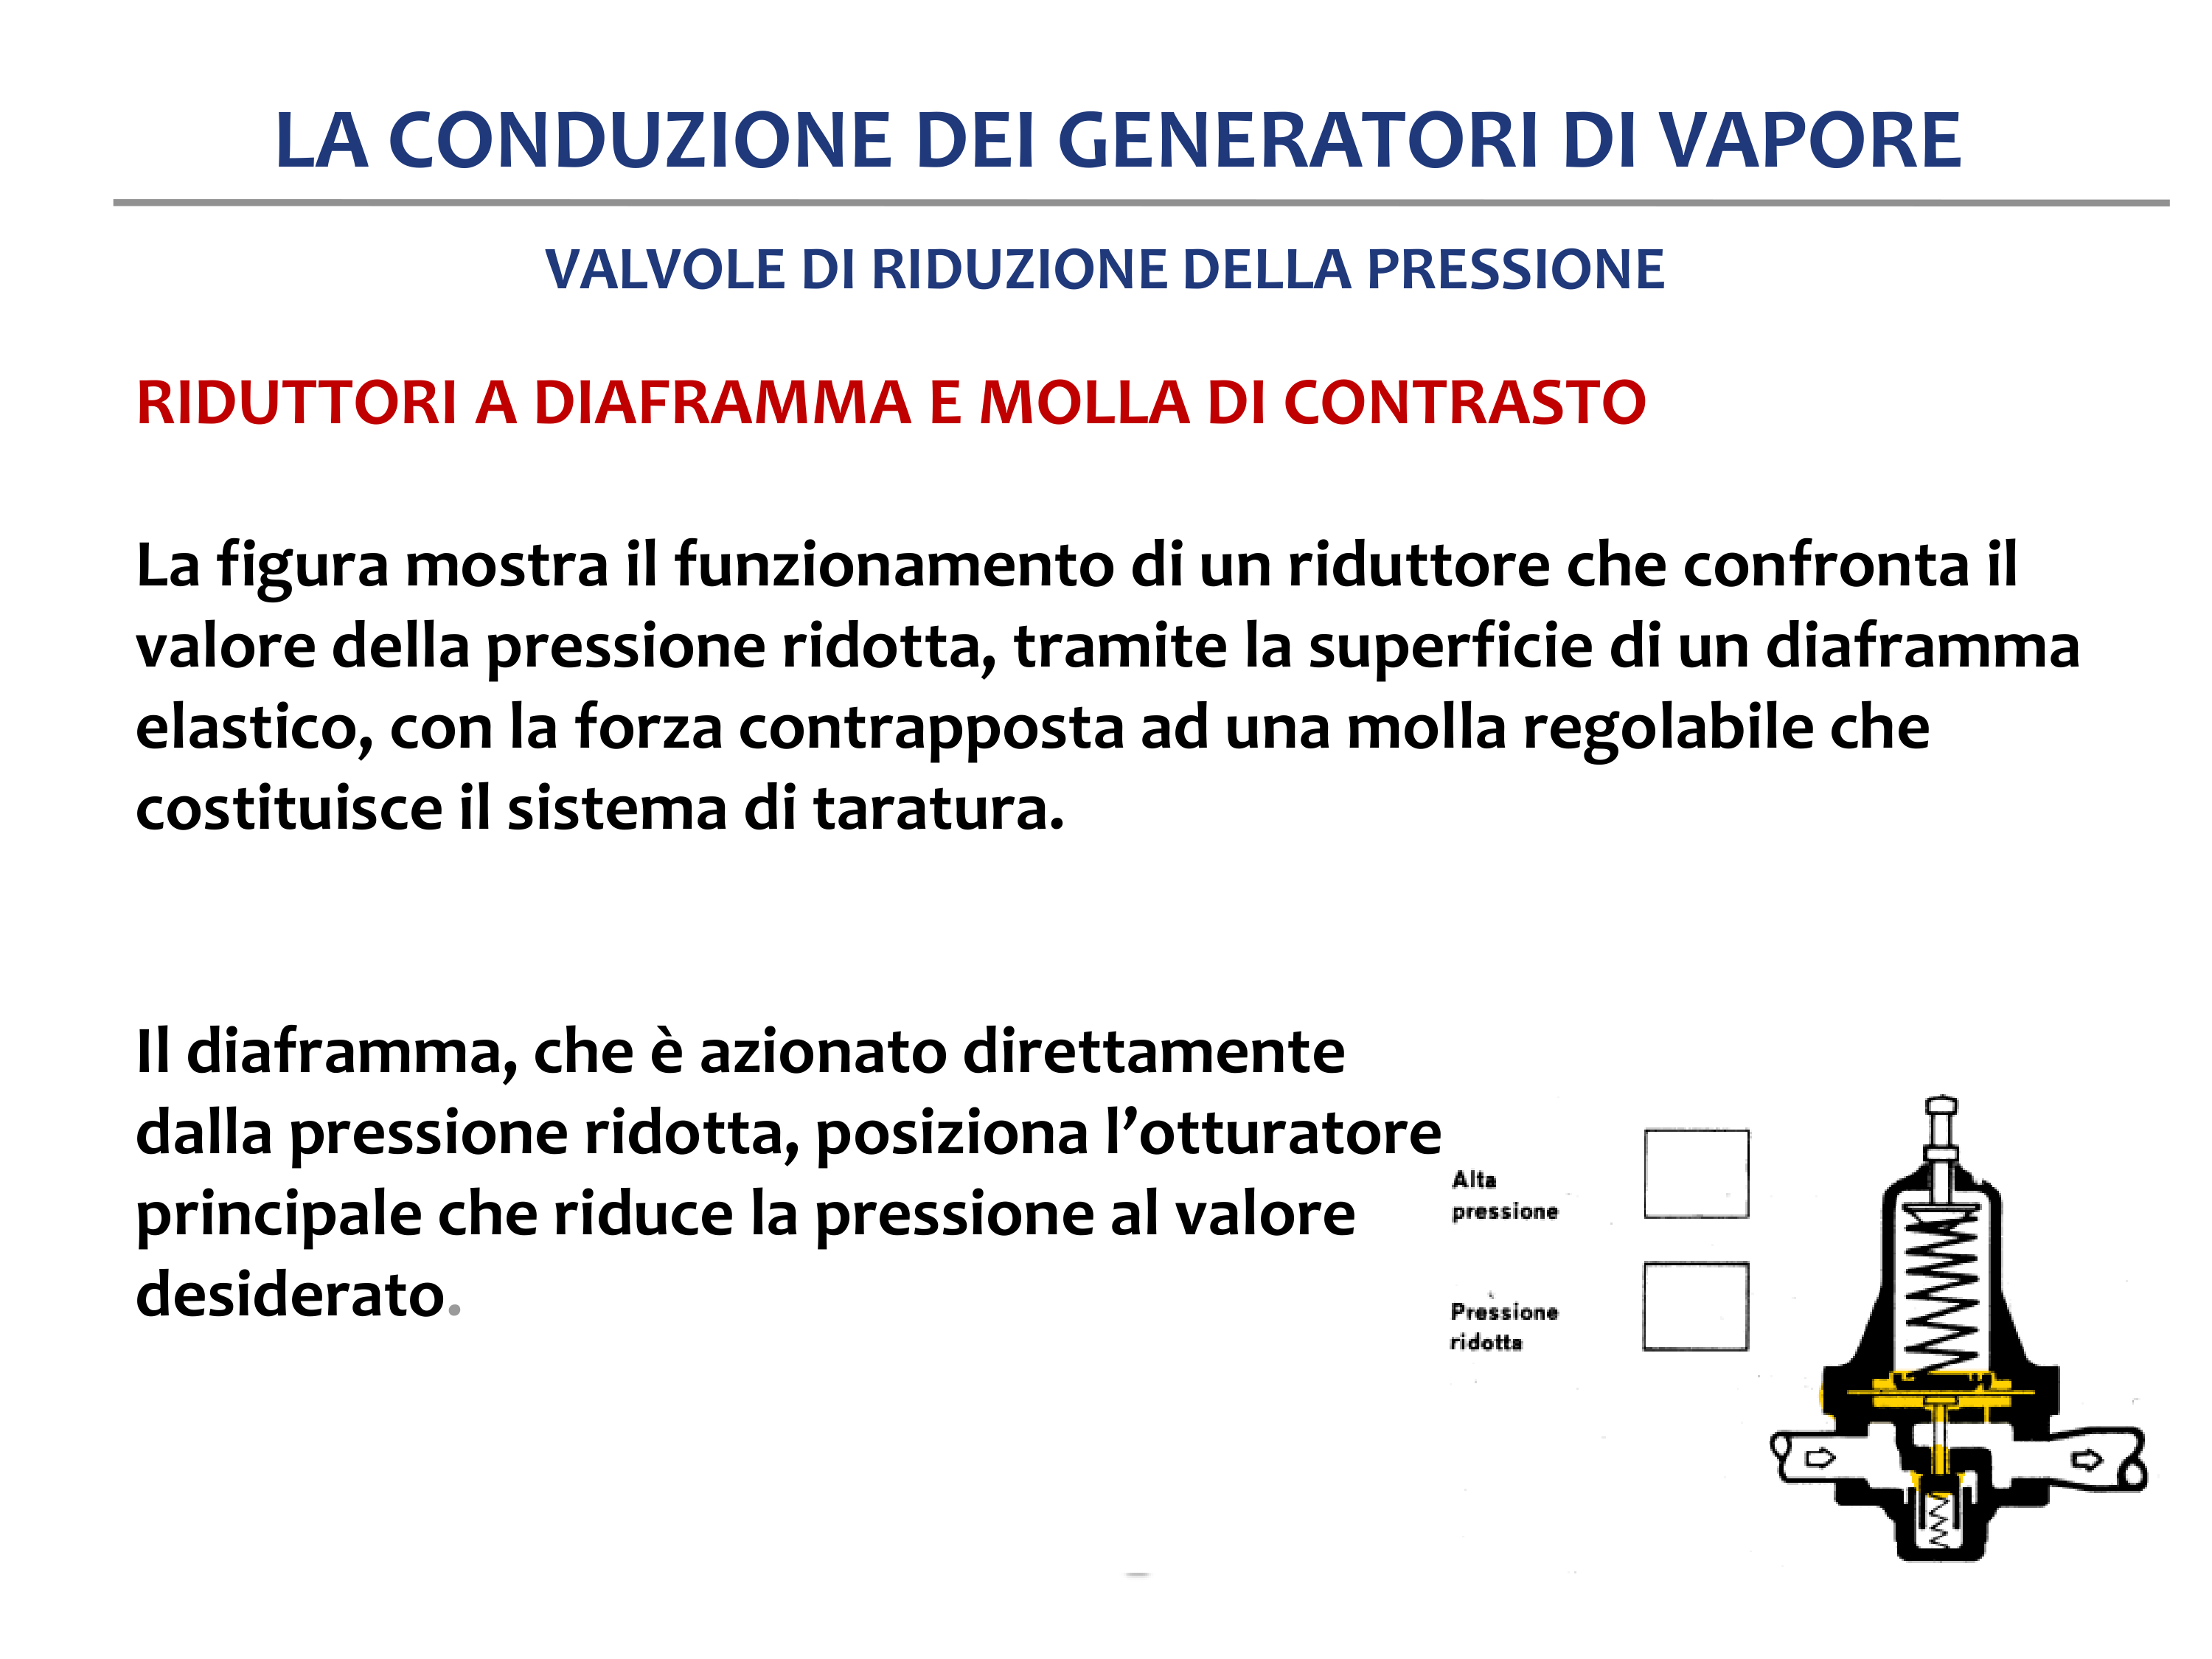 LA CONDUZIONE DEI GENERATORI DI VAPORE
VALVOLE DI RIDUZIONE DELLA PRESSIONE
RIDUTTORI A DIAFRAMMA E MOLLA DI CONTRASTO
La figura mostra il funzionamento di un riduttore che confronta il
valore della pressione ridotta, tramite la superficie di un diaframma
elastico, con la forza contrapposta ad una molla regolabile che
costituisce il sistema di taratura.
Il diaframma, che è azionato direttamente
dalla pressione ridotta, posiziona l’otturatore
principale che riduce la pressione al valore
desiderato.
Alta
pressione
Pressione
ridotta